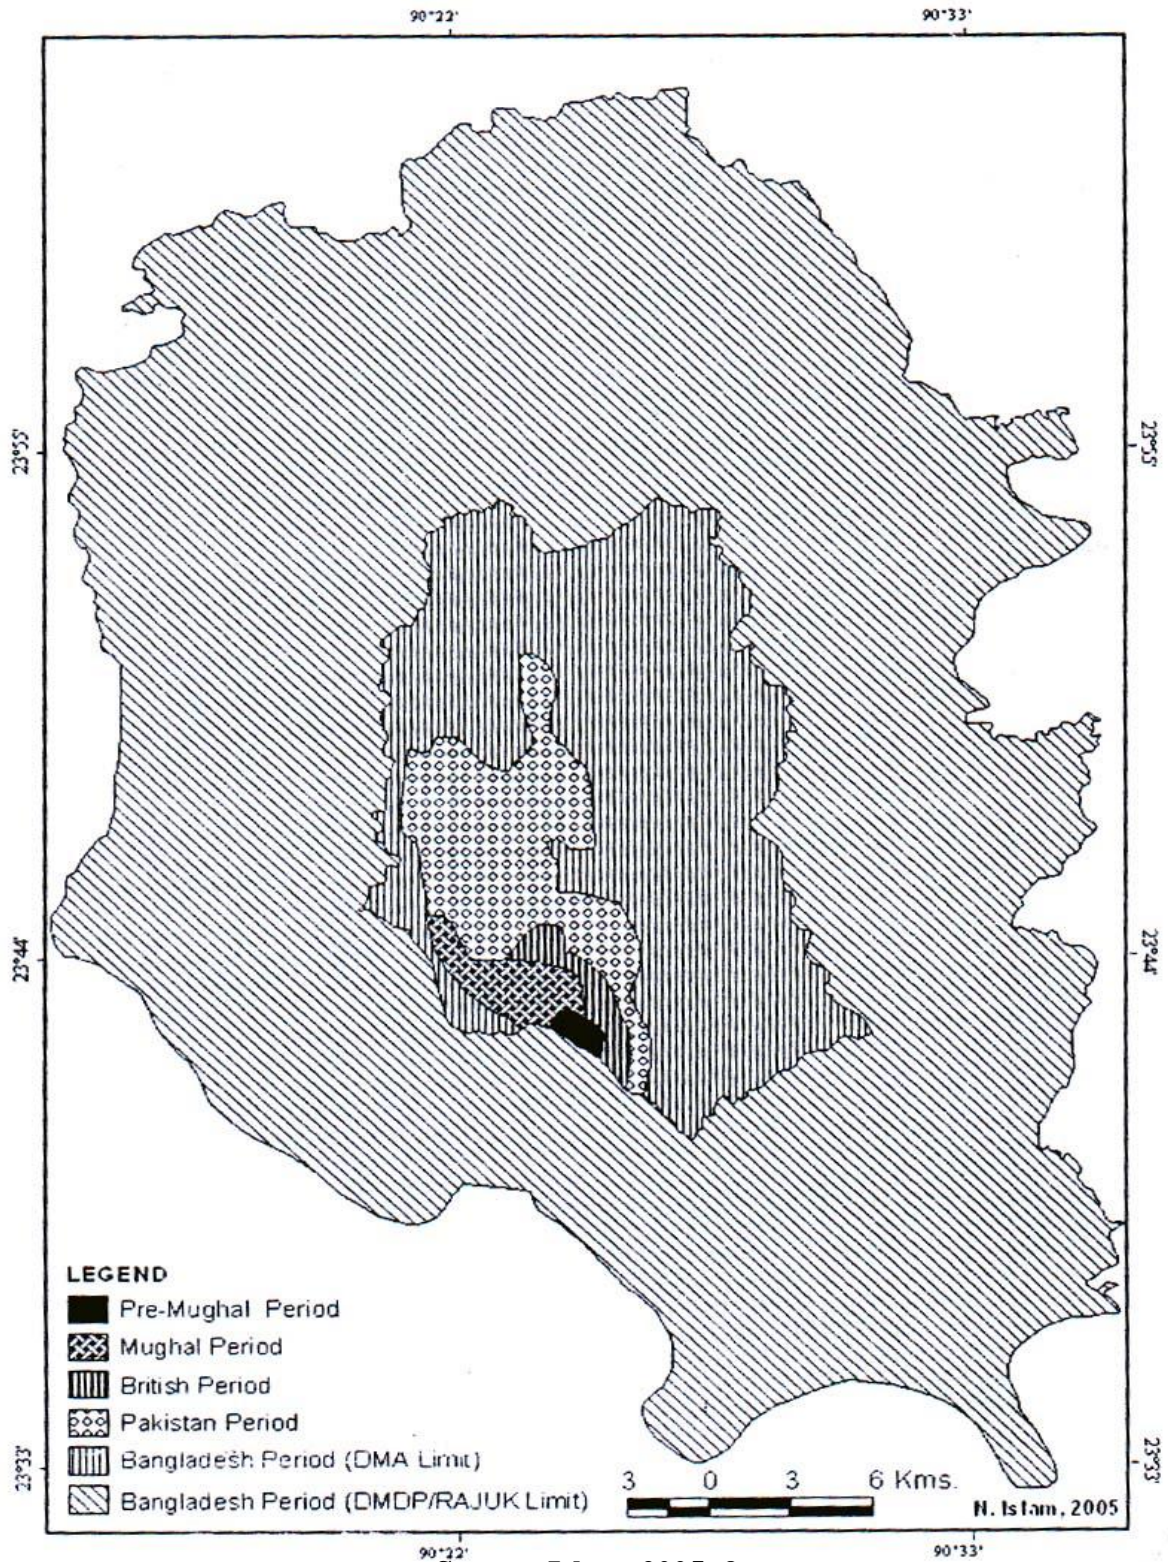 90°22' 90°33'
23°55' 23°55'
23°44' 23°44'
LEGEND
Pre-Mughal Period
Mughal Period
British Period
Pakistan Period
Bangladesh Period (DMA Limit)
Bangladesh Period (DMDP/RAJUK Limit)
3 0 3 6 Kms.
N. Islam, 2005
23°33' 23°33'
90°22' 90°33'